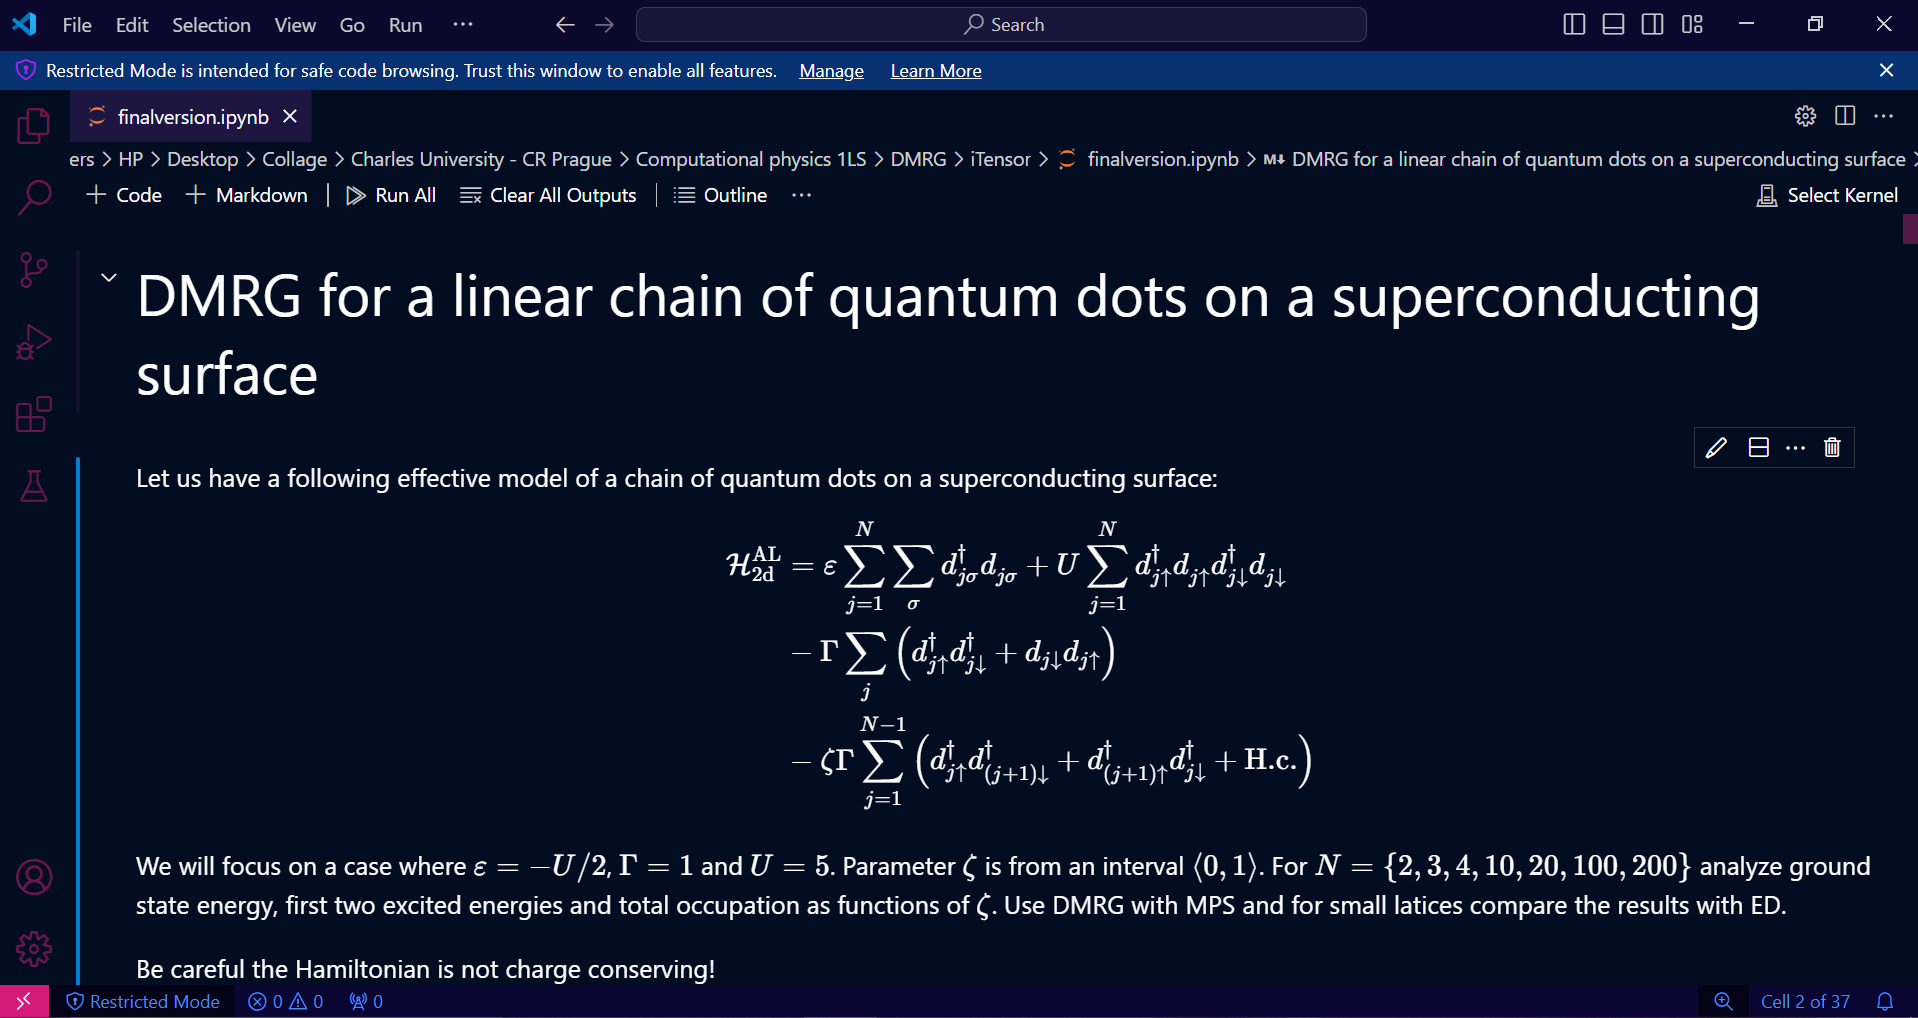 File Edit Selection View Go Run ··· ← → Search
Restricted Mode is intended for safe code browsing. Trust this window to enable all features. Manage Learn More
finalversion.ipynb
ers > HP > Desktop > Collage > Charles University - CR Prague > Computational physics 1LS > DMRG > iTensor > finalversion.ipynb > M↓ DMRG for a linear chain of quantum dots on a superconducting surface >
+ Code + Markdown | Run All Clear All Outputs | Outline ··· Select Kernel
DMRG for a linear chain of quantum dots on a superconducting
surface
Let us have a following effective model of a chain of quantum dots on a superconducting surface:
$\mathcal{H}_{2d}^{AL} = \varepsilon \sum_{j=1}^{N} \sum_{\sigma} d_{j\sigma}^{\dagger} d_{j\sigma} + U \sum_{j=1}^{N} d_{j\uparrow}^{\dagger} d_{j\uparrow} d_{j\downarrow}^{\dagger} d_{j\downarrow}$
$- \Gamma \sum_{j} \left( d_{j\uparrow}^{\dagger} d_{j\downarrow}^{\dagger} + d_{j\downarrow} d_{j\uparrow} \right)$
$- \zeta\Gamma \sum_{j=1}^{N-1} \left( d_{j\uparrow}^{\dagger} d_{(j+1)\downarrow}^{\dagger} + d_{(j+1)\uparrow}^{\dagger} d_{j\downarrow}^{\dagger} + \text{H.c.} \right)$
We will focus on a case where ε = −U/2, Γ = 1 and U = 5. Parameter ζ is from an interval ⟨0, 1⟩. For N = {2, 3, 4, 10, 20, 100, 200} analyze ground
state energy, first two excited energies and total occupation as functions of ζ. Use DMRG with MPS and for small latices compare the results with ED.
Be careful the Hamiltonian is not charge conserving!
Restricted Mode 0 0 0 Cell 2 of 37